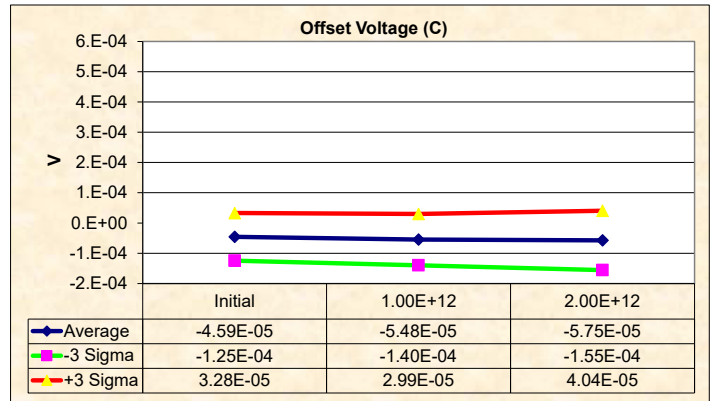 Offset Voltage (C)
6.E-04
5.E-04
4.E-04
3.E-04
2.E-04
1.E-04
0.E+00
-1.E-04
-2.E-04
V
Initial 1.00E+12 2.00E+12
Average -4.59E-05 -5.48E-05 -5.75E-05
-3 Sigma -1.25E-04 -1.40E-04 -1.55E-04
+3 Sigma 3.28E-05 2.99E-05 4.04E-05